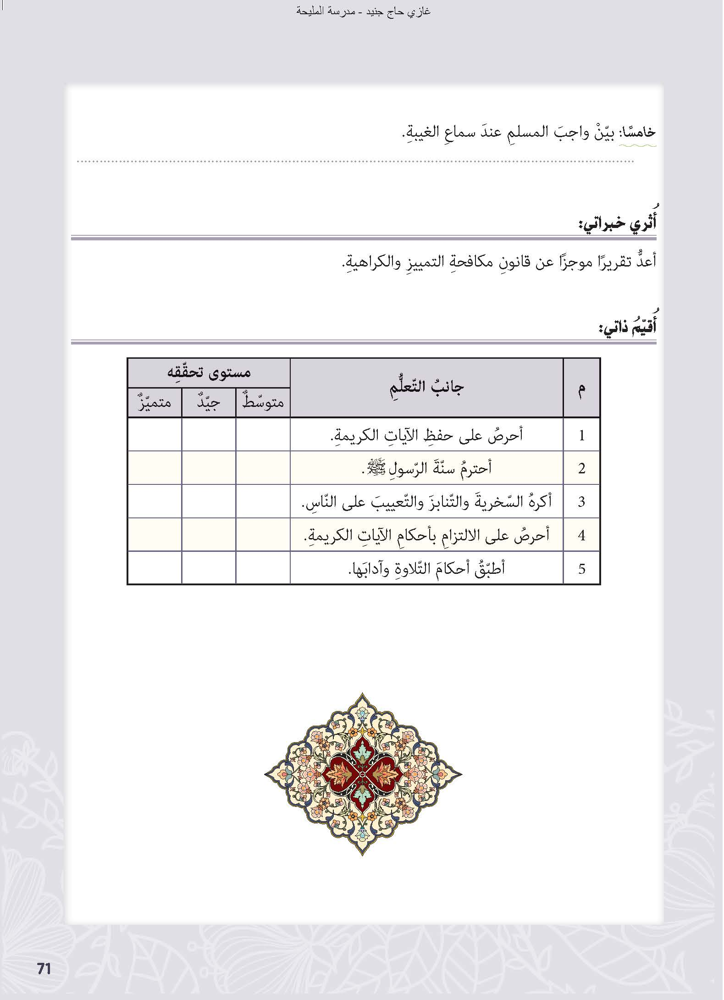 غازي حاج جنيد - مدرسة المليحة
خامسًا: بيّنْ واجبَ المسلمِ عندَ سماعِ الغيبةِ.
أُثري خبراتي:
أعدُّ تقريرًا موجزًا عن قانونِ مكافحةِ التمييزِ والكراهيةِ.
أُقيّمُ ذاتي:
م جانبُ التّعلُّمِ مستوى تحقّقِه
متوسّطٌ جيّدٌ متميّزٌ
1 أحرصُ على حفظِ الآياتِ الكريمةِ.
2 أحترمُ سنّةَ الرّسولِ ﷺ.
3 أكرهُ السّخريةَ والتّنابزَ والتّعييبَ على النّاسِ.
4 أحرصُ على الالتزامِ بأحكامِ الآياتِ الكريمةِ.
5 أطبّقُ أحكامَ التّلاوةِ وآدابَها.
71